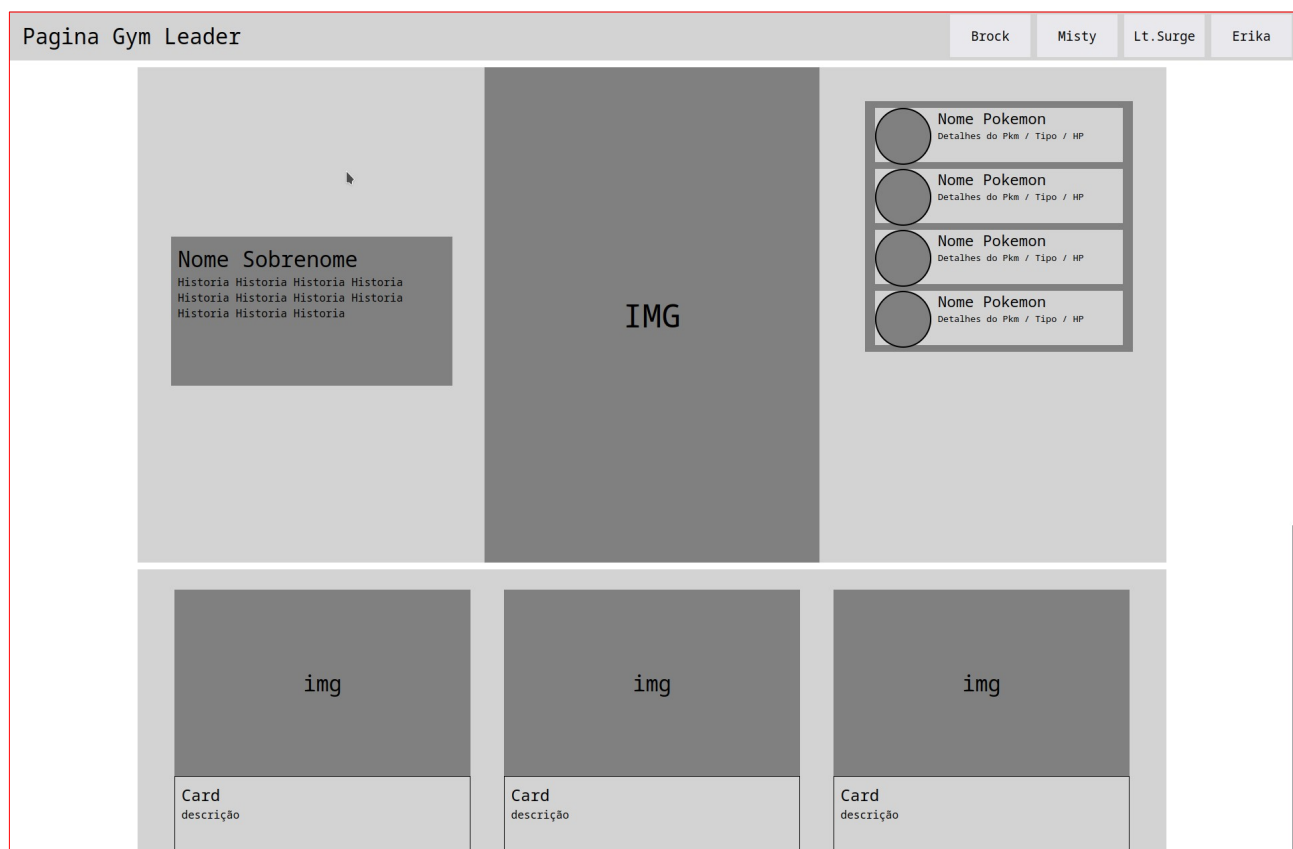 Pagina Gym Leader
Brock
Misty
Lt.Surge
Erika
Nome Sobrenome
Historia Historia Historia Historia
Historia Historia Historia Historia
Historia Historia Historia
IMG
Nome Pokemon
Detalhes do Pkm / Tipo / HP
Nome Pokemon
Detalhes do Pkm / Tipo / HP
Nome Pokemon
Detalhes do Pkm / Tipo / HP
Nome Pokemon
Detalhes do Pkm / Tipo / HP
img
img
img
Card
descrição
Card
descrição
Card
descrição